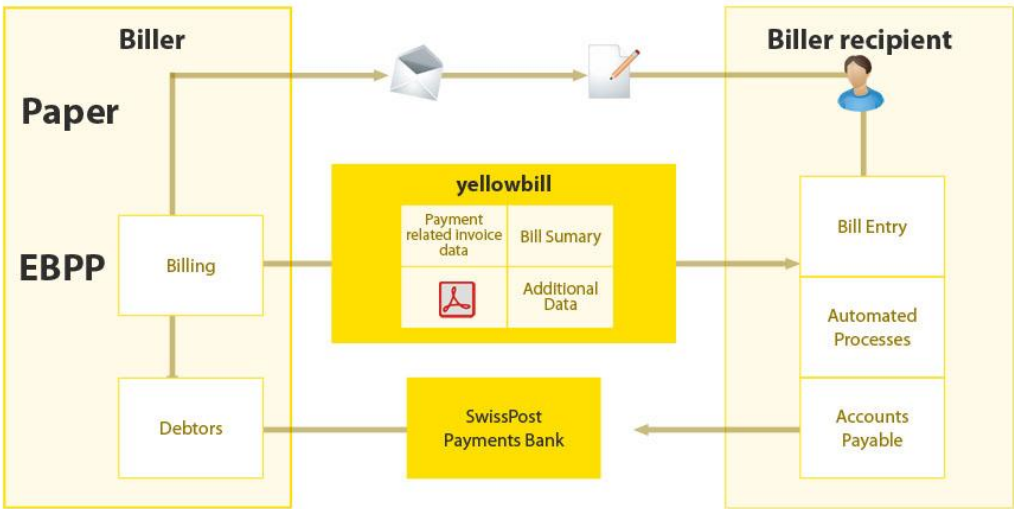 Biller
Biller recipient
Paper
yellowbill
Payment
related invoice
data
Bill Sumary
Additional
Data
EBPP
Billing
Bill Entry
Automated
Processes
Debtors
SwissPost
Payments Bank
Accounts
Payable